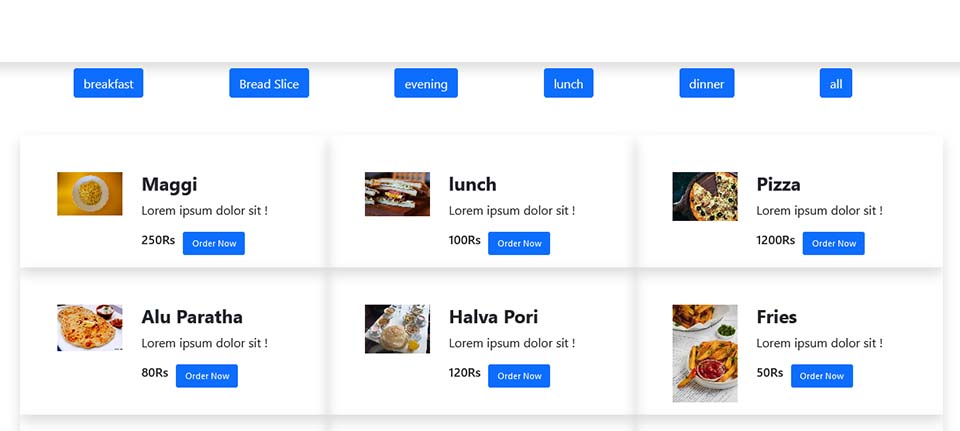 breakfast Bread Slice evening lunch dinner all
Maggi
Lorem ipsum dolor sit !
250Rs Order Now
lunch
Lorem ipsum dolor sit !
100Rs Order Now
Pizza
Lorem ipsum dolor sit !
1200Rs Order Now
Alu Paratha
Lorem ipsum dolor sit !
80Rs Order Now
Halva Pori
Lorem ipsum dolor sit !
120Rs Order Now
Fries
Lorem ipsum dolor sit !
50Rs Order Now